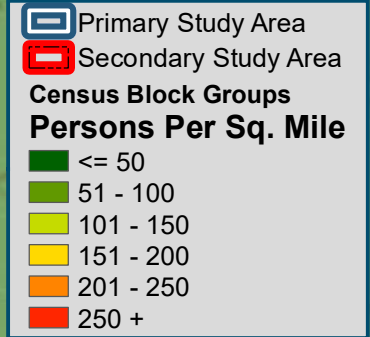 Primary Study Area
Secondary Study Area
Census Block Groups
Persons Per Sq. Mile
<= 50
51 - 100
101 - 150
151 - 200
201 - 250
250 +